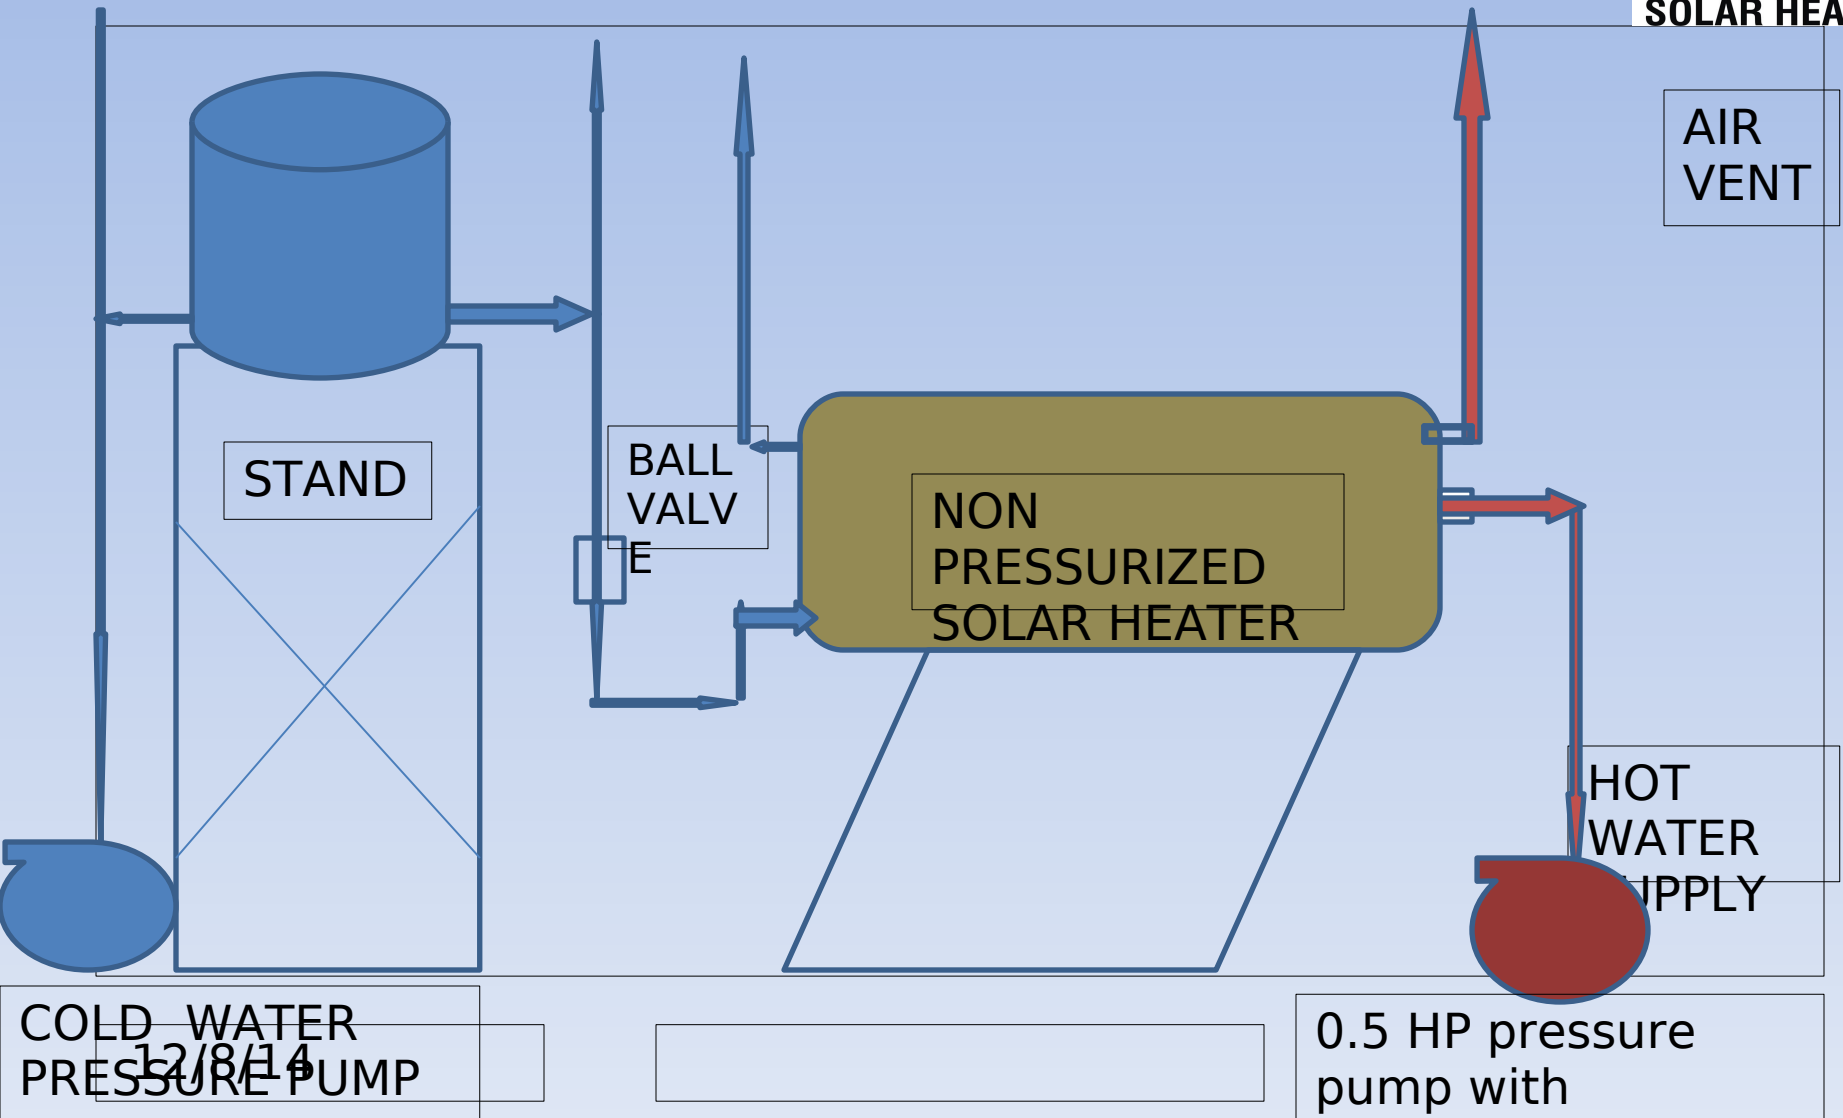 SOLAR HEA
AIR
VENT
STAND
BALL
VALV
E
NON
PRESSURIZED
SOLAR HEATER
HOT
WATER
UPPLY
COLD  WATER
PRESSURE PUMP
12/8/14
0.5 HP pressure
pump with